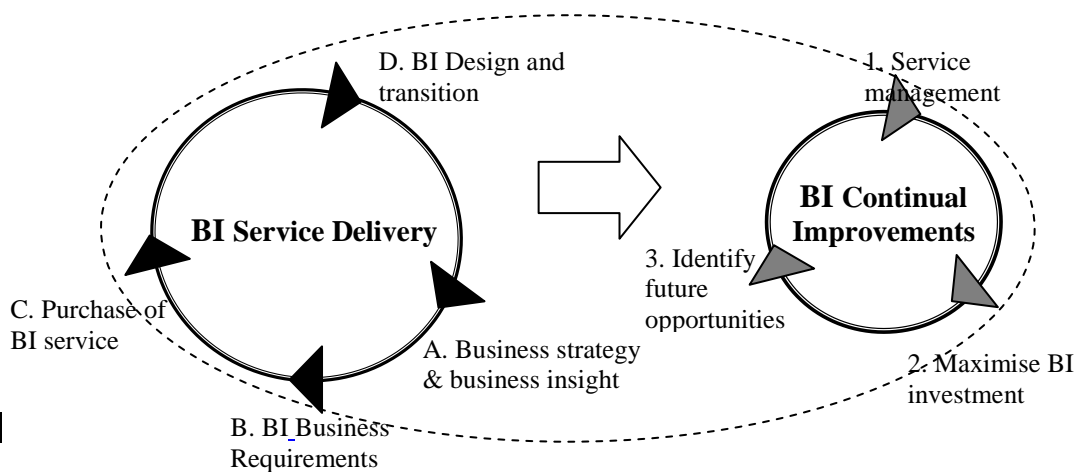 D. BI Design and
transition
1. Service
management
BI Service Delivery
BI Continual
Improvements
3. Identify
future
opportunities
C. Purchase of
BI service
A. Business strategy
& business insight
2. Maximise BI
investment
B. BI Business
Requirements